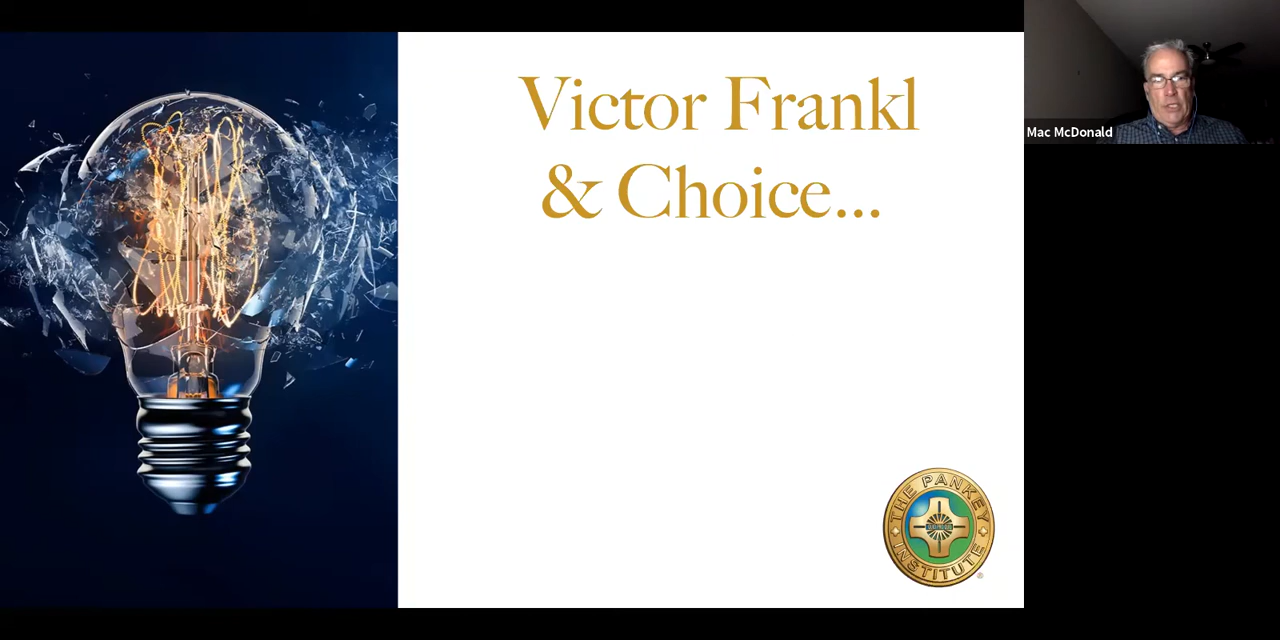 Victor Frankl
& Choice...
Mac McDonald
THE PANKEY
INSTITUTE
®